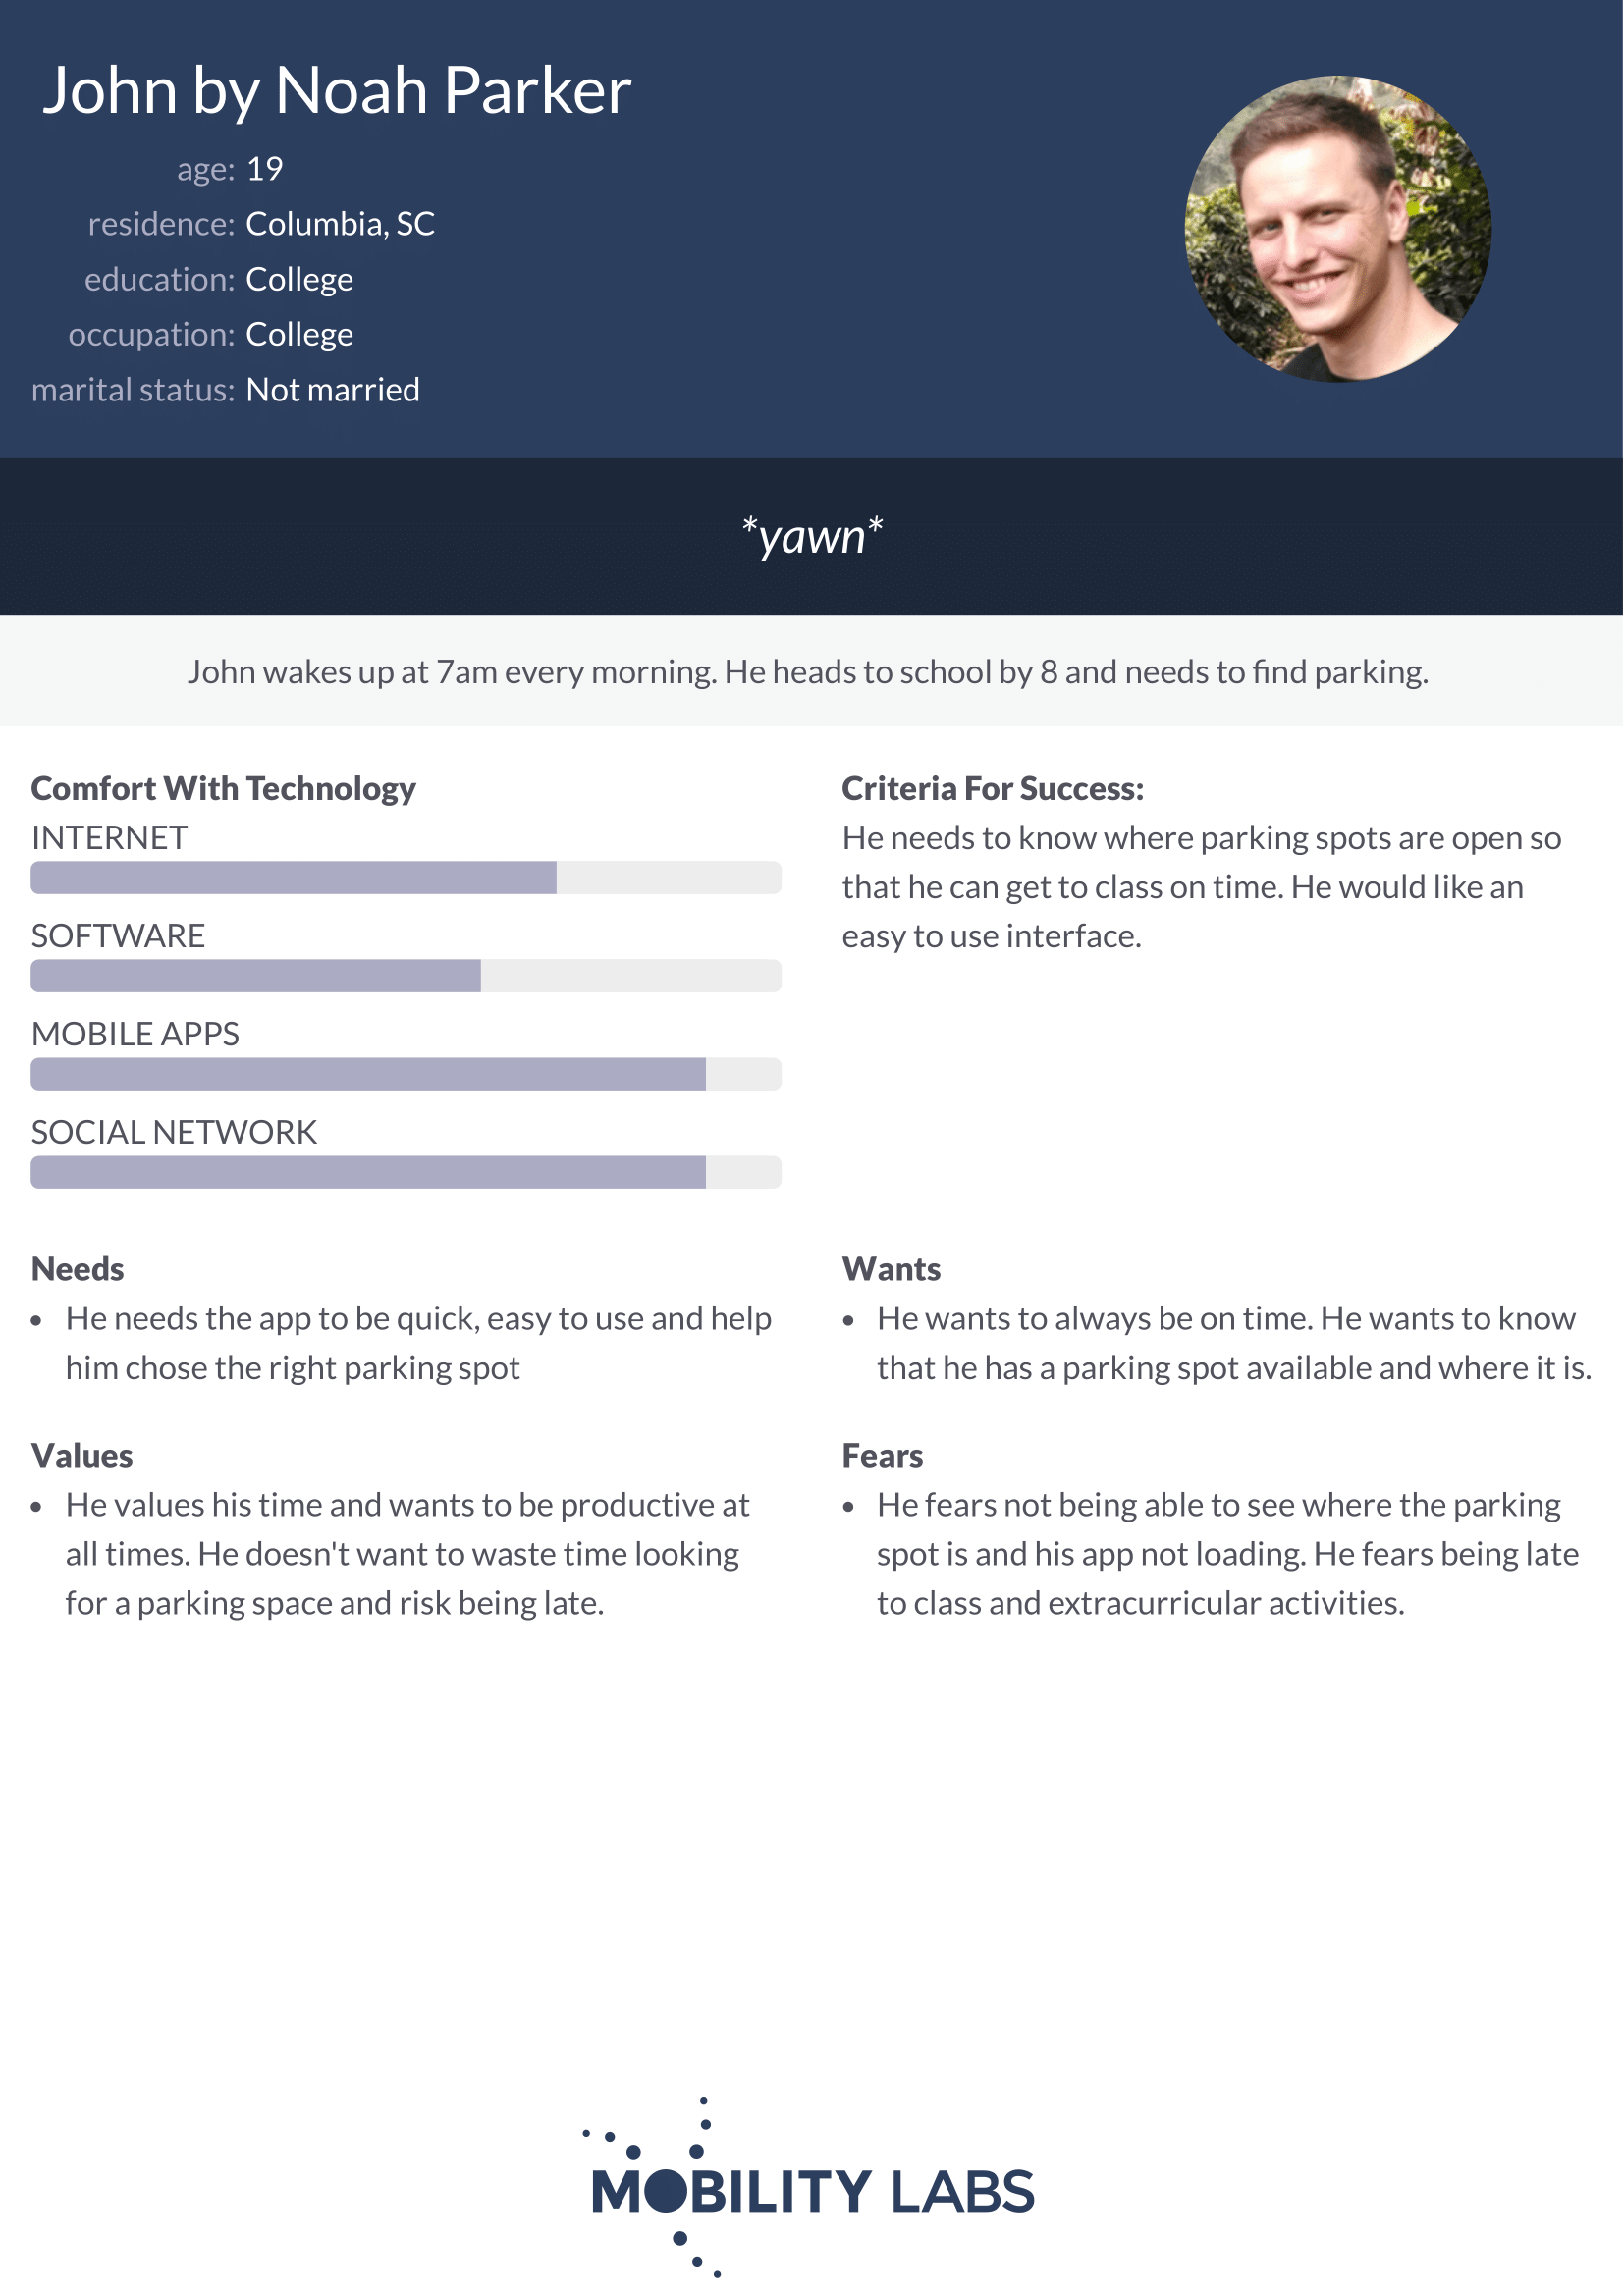 John by Noah Parker
age: 19
residence: Columbia, SC
education: College
occupation: College
marital status: Not married
*yawn*
John wakes up at 7am every morning. He heads to school by 8 and needs to find parking.
Comfort With Technology
INTERNET
SOFTWARE
MOBILE APPS
SOCIAL NETWORK
Criteria For Success:
He needs to know where parking spots are open so
that he can get to class on time. He would like an
easy to use interface.
Needs
• He needs the app to be quick, easy to use and help
him chose the right parking spot
Wants
• He wants to always be on time. He wants to know
that he has a parking spot available and where it is.
Values
• He values his time and wants to be productive at
all times. He doesn't want to waste time looking
for a parking space and risk being late.
Fears
• He fears not being able to see where the parking
spot is and his app not loading. He fears being late
to class and extracurricular activities.
MOBILITY LABS